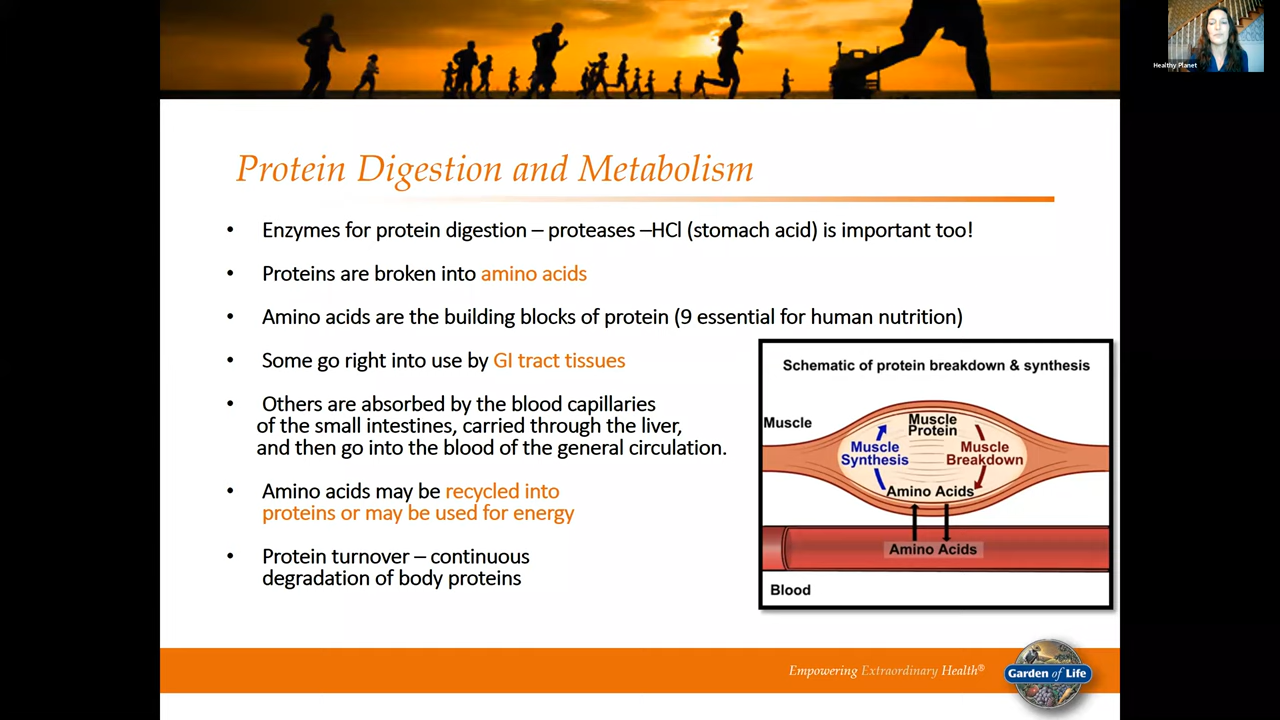 Healthy Planet
Protein Digestion and Metabolism
• Enzymes for protein digestion – proteases –HCl (stomach acid) is important too!
• Proteins are broken into amino acids
• Amino acids are the building blocks of protein (9 essential for human nutrition)
• Some go right into use by GI tract tissues
• Others are absorbed by the blood capillaries
of the small intestines, carried through the liver,
and then go into the blood of the general circulation.
• Amino acids may be recycled into
proteins or may be used for energy
• Protein turnover – continuous
degradation of body proteins
Schematic of protein breakdown & synthesis
Muscle
Muscle
Protein
Muscle
Synthesis
Muscle
Breakdown
Amino Acids
Amino Acids
Blood
Empowering Extraordinary Health®
Garden of Life